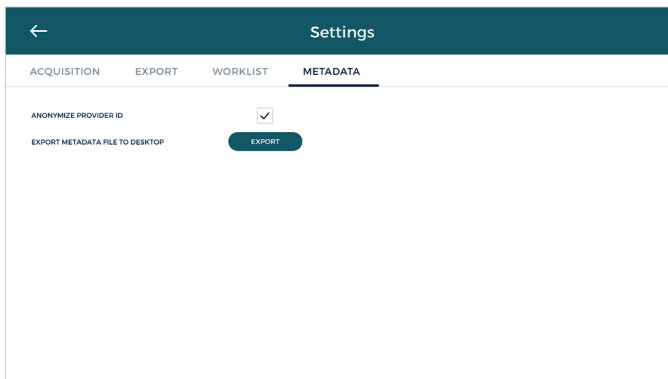 Settings
ACQUISITION EXPORT WORKLIST METADATA
ANONYMIZE PROVIDER ID
EXPORT METADATA FILE TO DESKTOP EXPORT